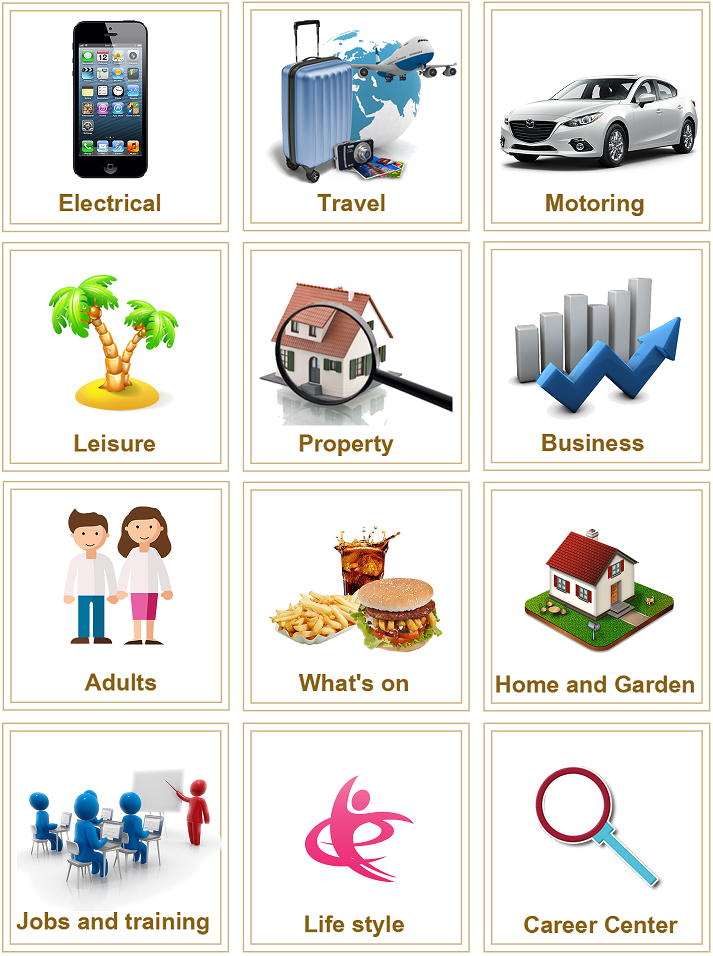 Electrical
Travel
Motoring
Leisure
Property
Business
Adults
What's on
Home and Garden
Jobs and training
Life style
Career Center